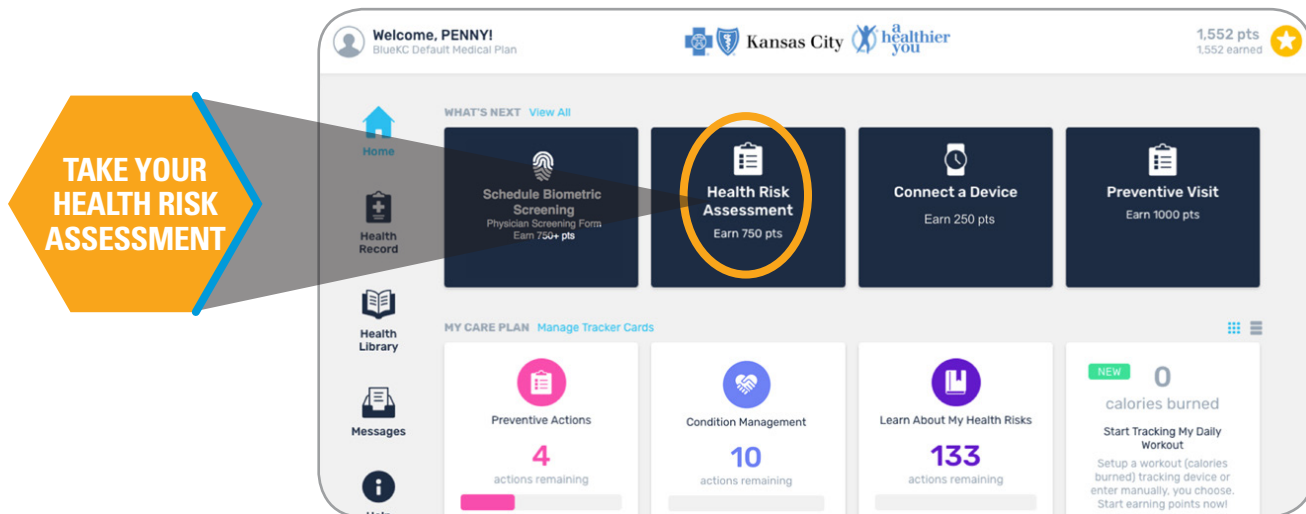 TAKE YOUR
HEALTH RISK
ASSESSMENT
Welcome, PENNY!
BlueKC Default Medical Plan
Kansas City
a
healthier
you
1,552 pts
1,552 earned
Home
Health
Record
Health
Library
Messages
Help
WHAT'S NEXT View All
Schedule Biometric
Screening
Physician Screening Form
Earn 750+ pts
Health Risk
Assessment
Earn 750 pts
Connect a Device
Earn 250 pts
Preventive Visit
Earn 1000 pts
MY CARE PLAN Manage Tracker Cards
Preventive Actions
4
actions remaining
Condition Management
10
actions remaining
Learn About My Health Risks
133
actions remaining
NEW
0
calories burned
Start Tracking My Daily
Workout
Setup a workout (calories
burned) tracking device or
enter manually, you choose.
Start earning points now!